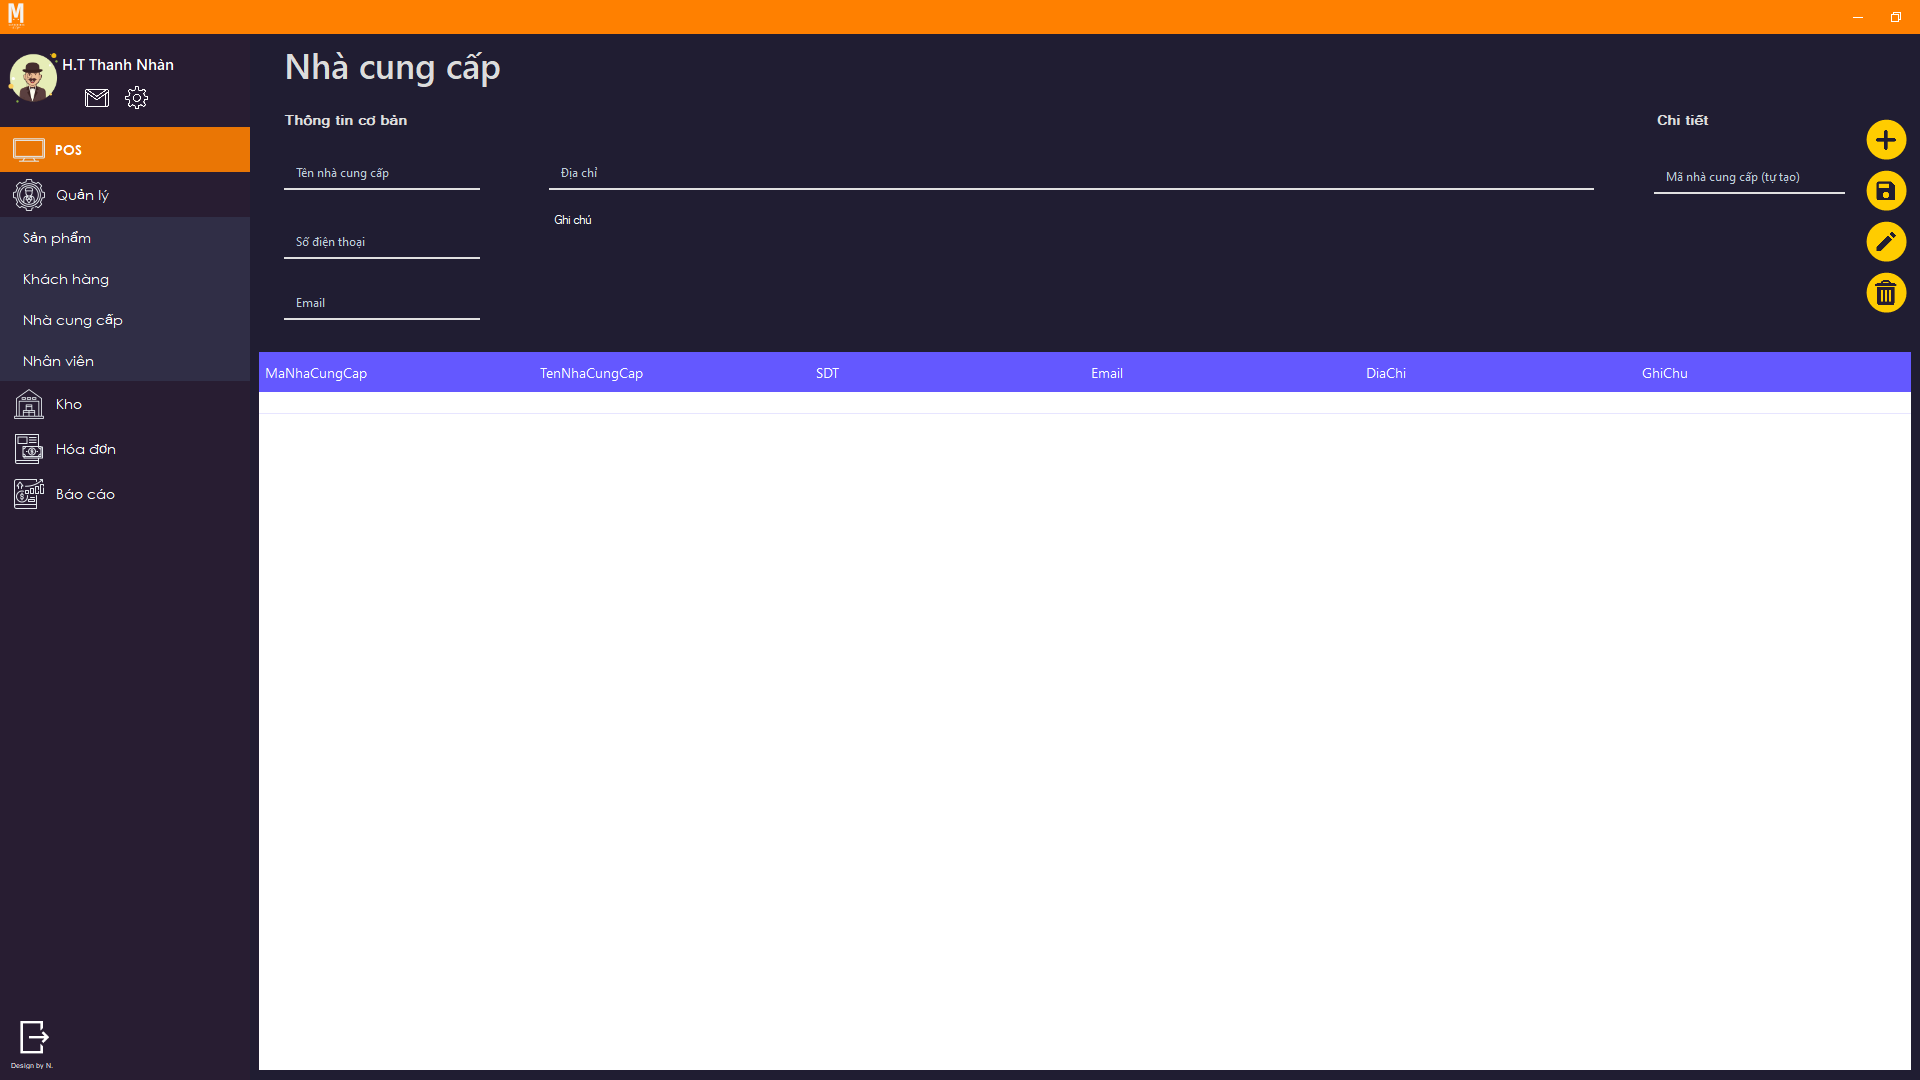 M
H.T Thanh Nhàn
POS
Quản lý
Sản phẩm
Khách hàng
Nhà cung cấp
Nhân viên
Kho
Hóa đơn
Báo cáo
Design by N.
Nhà cung cấp
Thông tin cơ bản
Chi tiết
Tên nhà cung cấp
Địa chỉ
Mã nhà cung cấp (tự tạo)
Ghi chú
Số điện thoại
Email
MaNhaCungCap TenNhaCungCap SDT Email DiaChi GhiChu